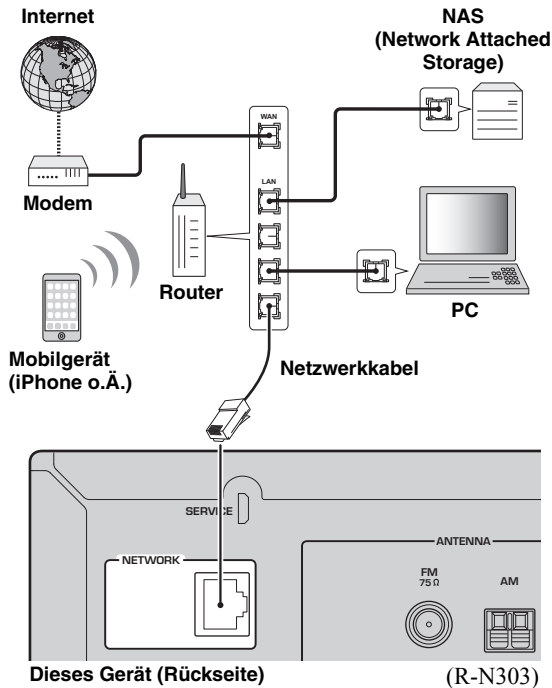 Internet
NAS
(Network Attached
Storage)
WAN
LAN
Modem
Router
PC
Mobilgerät
(iPhone o.Ä.)
Netzwerkkabel
SERVICE
NETWORK
ANTENNA
FM
75 Ω
AM
Dieses Gerät (Rückseite)
(R-N303)